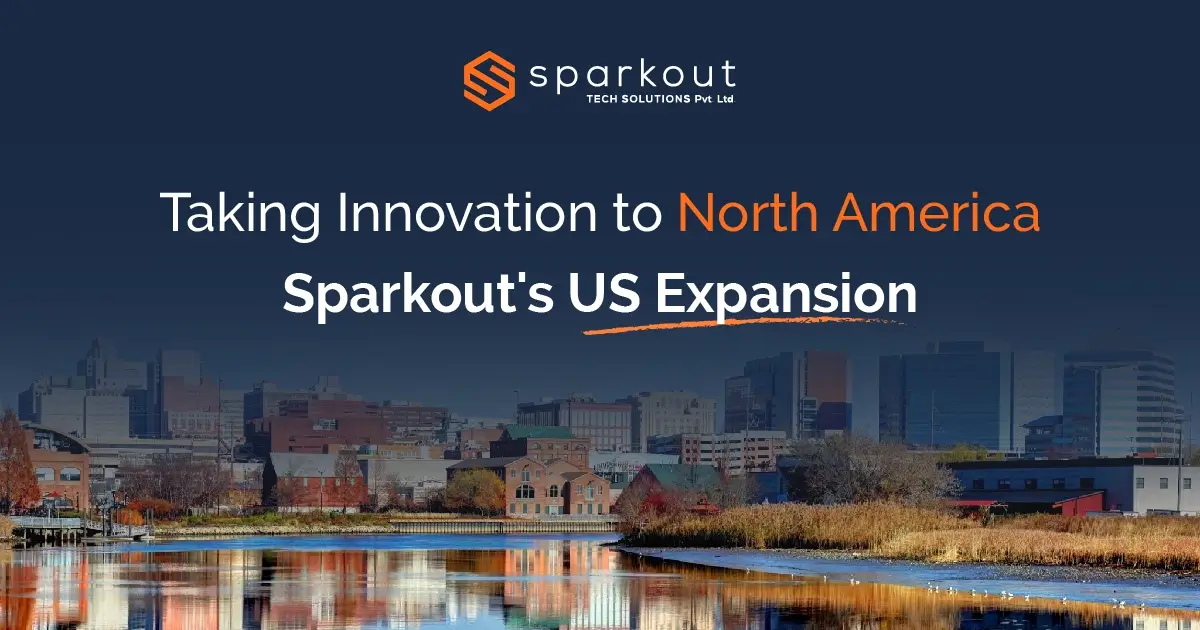 sparkout
TECH SOLUTIONS Pvt Ltd
Taking Innovation to North America
Sparkout's US Expansion